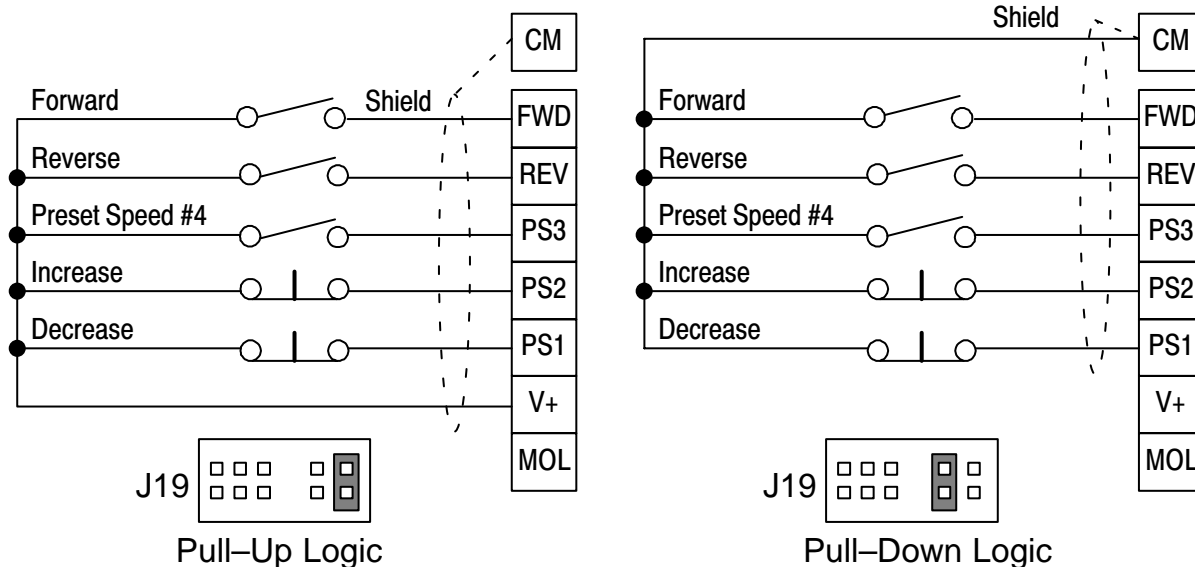 CM
Forward
Shield
FWD
Reverse
REV
Preset Speed #4
PS3
Increase
PS2
Decrease
PS1
V+
MOL
J19
Pull–Up Logic
Shield
CM
Forward
FWD
Reverse
REV
Preset Speed #4
PS3
Increase
PS2
Decrease
PS1
V+
MOL
J19
Pull–Down Logic